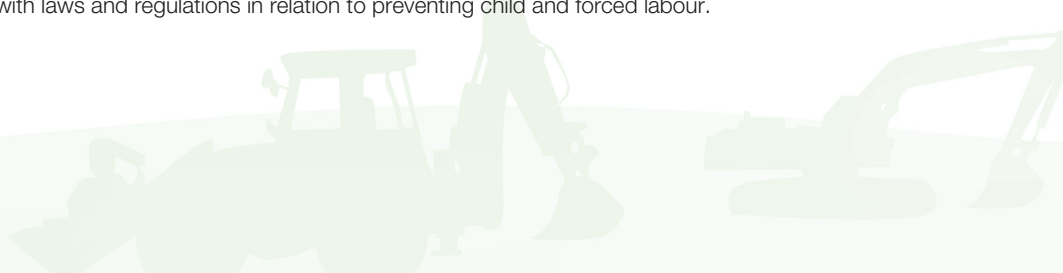 with laws and regulations in relation to preventing child and forced labour.